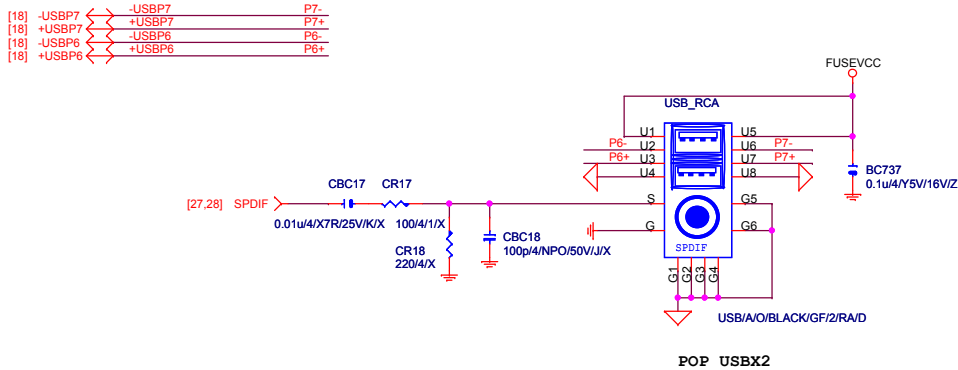 [18] -USBP7 -USBP7 P7-
[18] +USBP7 +USBP7 P7+
[18] -USBP6 -USBP6 P6-
[18] +USBP6 +USBP6 P6+
FUSEVCC
USB_RCA
U1 U5
P6- U2 U6 P7-
P6+ U3 U7 P7+
U4 U8
BC737
0.1u/4/Y5V/16V/Z
CBC17 CR17
[27,28] SPDIF S G5
0.01u/4/X7R/25V/K/X 100/4/1/X
G G6
CR18
220/4/X
CBC18
100p/4/NPO/50V/J/X
SPDIF
G1 G2 G3 G4
USB/A/O/BLACK/GF/2/RA/D
POP USBX2